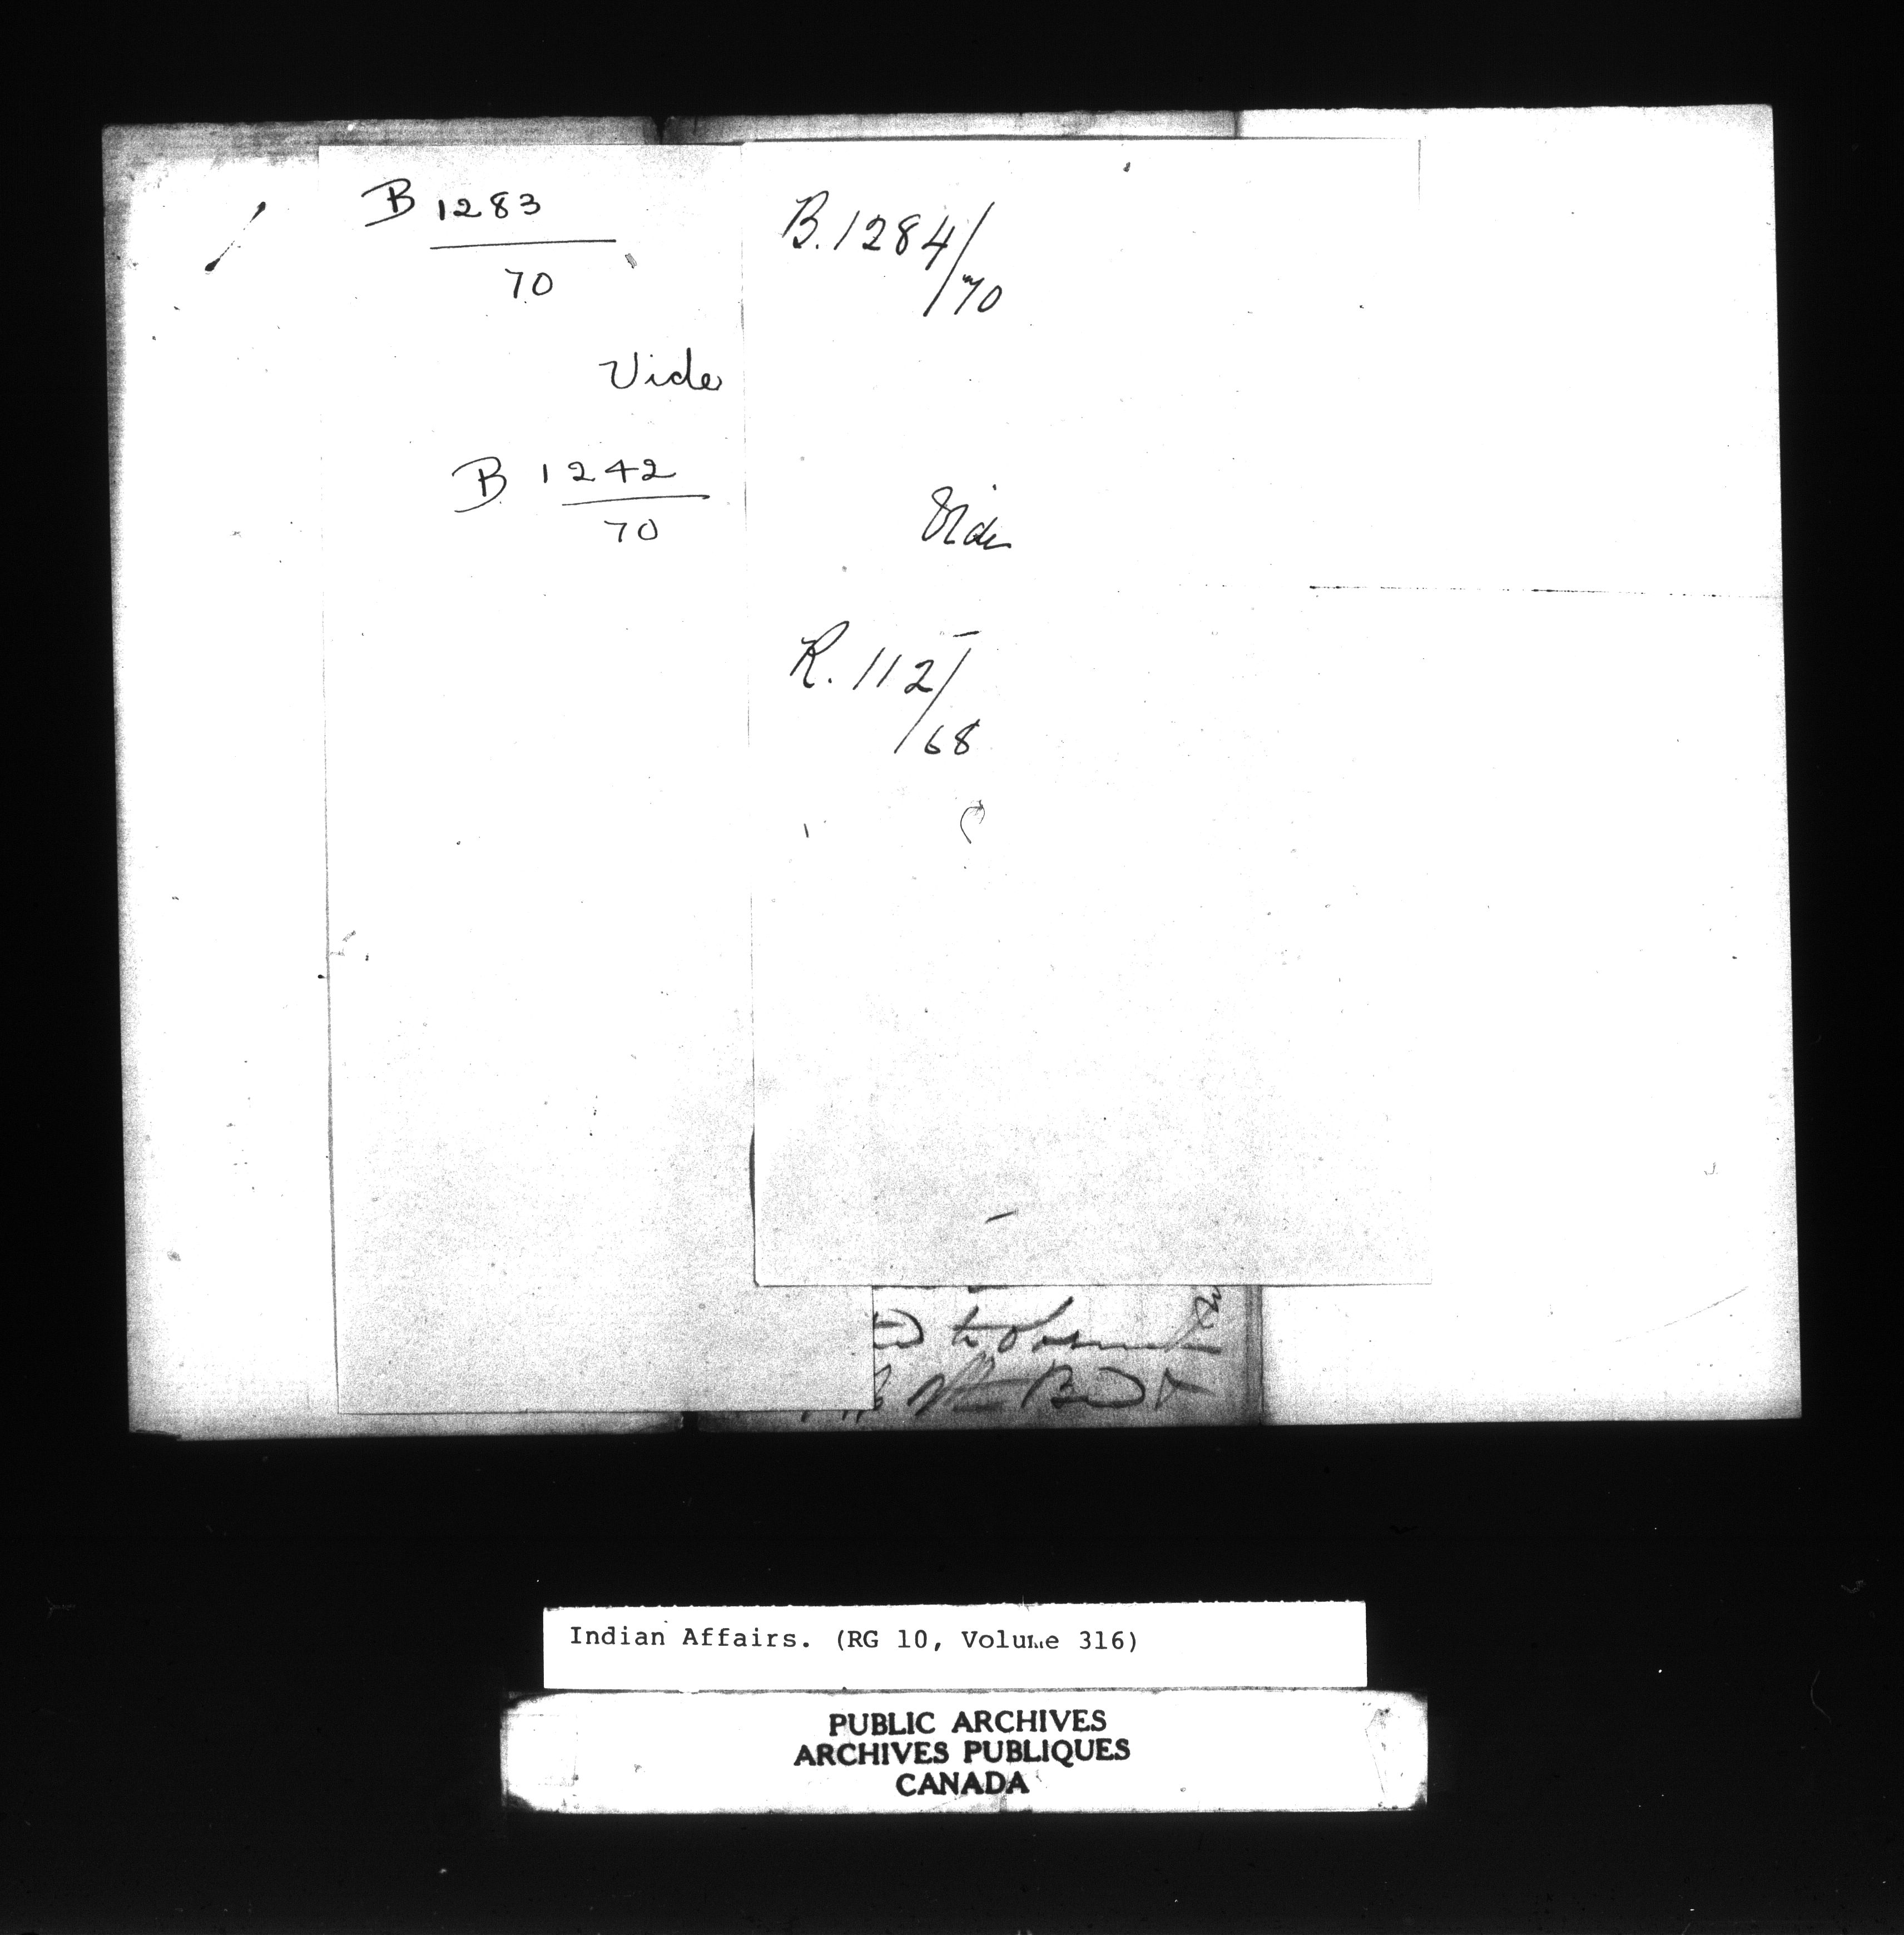 B 1283
70
Vide
B 1242
70
B. 1284/
/70
Vide
R. 112/
/68
to
Indian Affairs. (RG 10, Volume 316)
PUBLIC ARCHIVES
ARCHIVES PUBLIQUES
CANADA